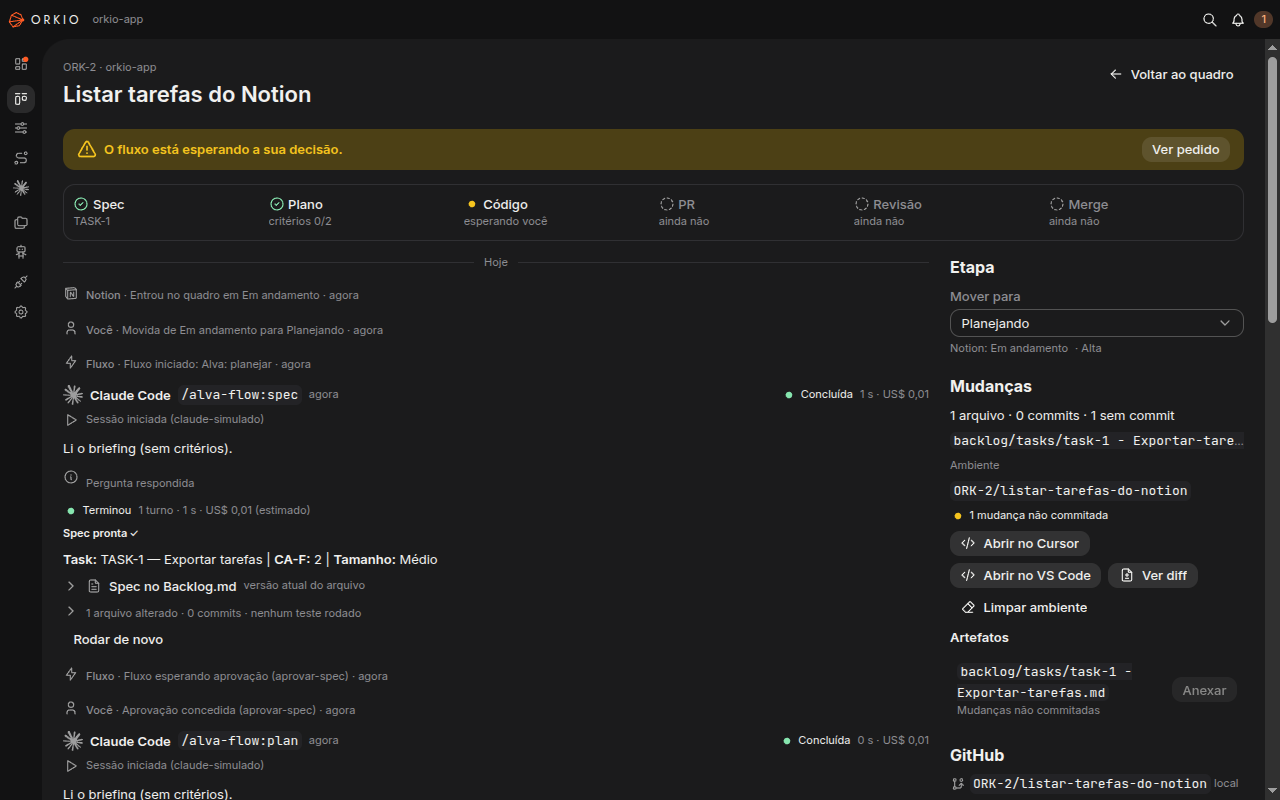 ORKIO orkio-app 1
ORK-2 · orkio-app
Voltar ao quadro
Listar tarefas do Notion
O fluxo está esperando a sua decisão.
Ver pedido
Spec Plano Código PR Revisão Merge
TASK-1 critérios 0/2 esperando você ainda não ainda não ainda não
Hoje
Notion · Entrou no quadro em Em andamento · agora
Você · Movida de Em andamento para Planejando · agora
Fluxo · Fluxo iniciado: Alva: planejar · agora
Claude Code /alva-flow:spec agora Concluída 1 s · US$ 0,01
Sessão iniciada (claude-simulado)
Li o briefing (sem critérios).
Pergunta respondida
Terminou 1 turno · 1 s · US$ 0,01 (estimado)
Spec pronta ✓
Task: TASK-1 — Exportar tarefas | CA-F: 2 | Tamanho: Médio
Spec no Backlog.md versão atual do arquivo
1 arquivo alterado · 0 commits · nenhum teste rodado
Rodar de novo
Fluxo · Fluxo esperando aprovação (aprovar-spec) · agora
Você · Aprovação concedida (aprovar-spec) · agora
Claude Code /alva-flow:plan agora Concluída 0 s · US$ 0,01
Sessão iniciada (claude-simulado)
Li o briefing (sem critérios).
Etapa
Mover para
Planejando
Notion: Em andamento · Alta
Mudanças
1 arquivo · 0 commits · 1 sem commit
backlog/tasks/task-1 - Exportar-tare…
Ambiente
ORK-2/listar-tarefas-do-notion
1 mudança não commitada
Abrir no Cursor
Abrir no VS Code Ver diff
Limpar ambiente
Artefatos
backlog/tasks/task-1 -
Exportar-tarefas.md
Anexar
Mudanças não commitadas
GitHub
ORK-2/listar-tarefas-do-notion local